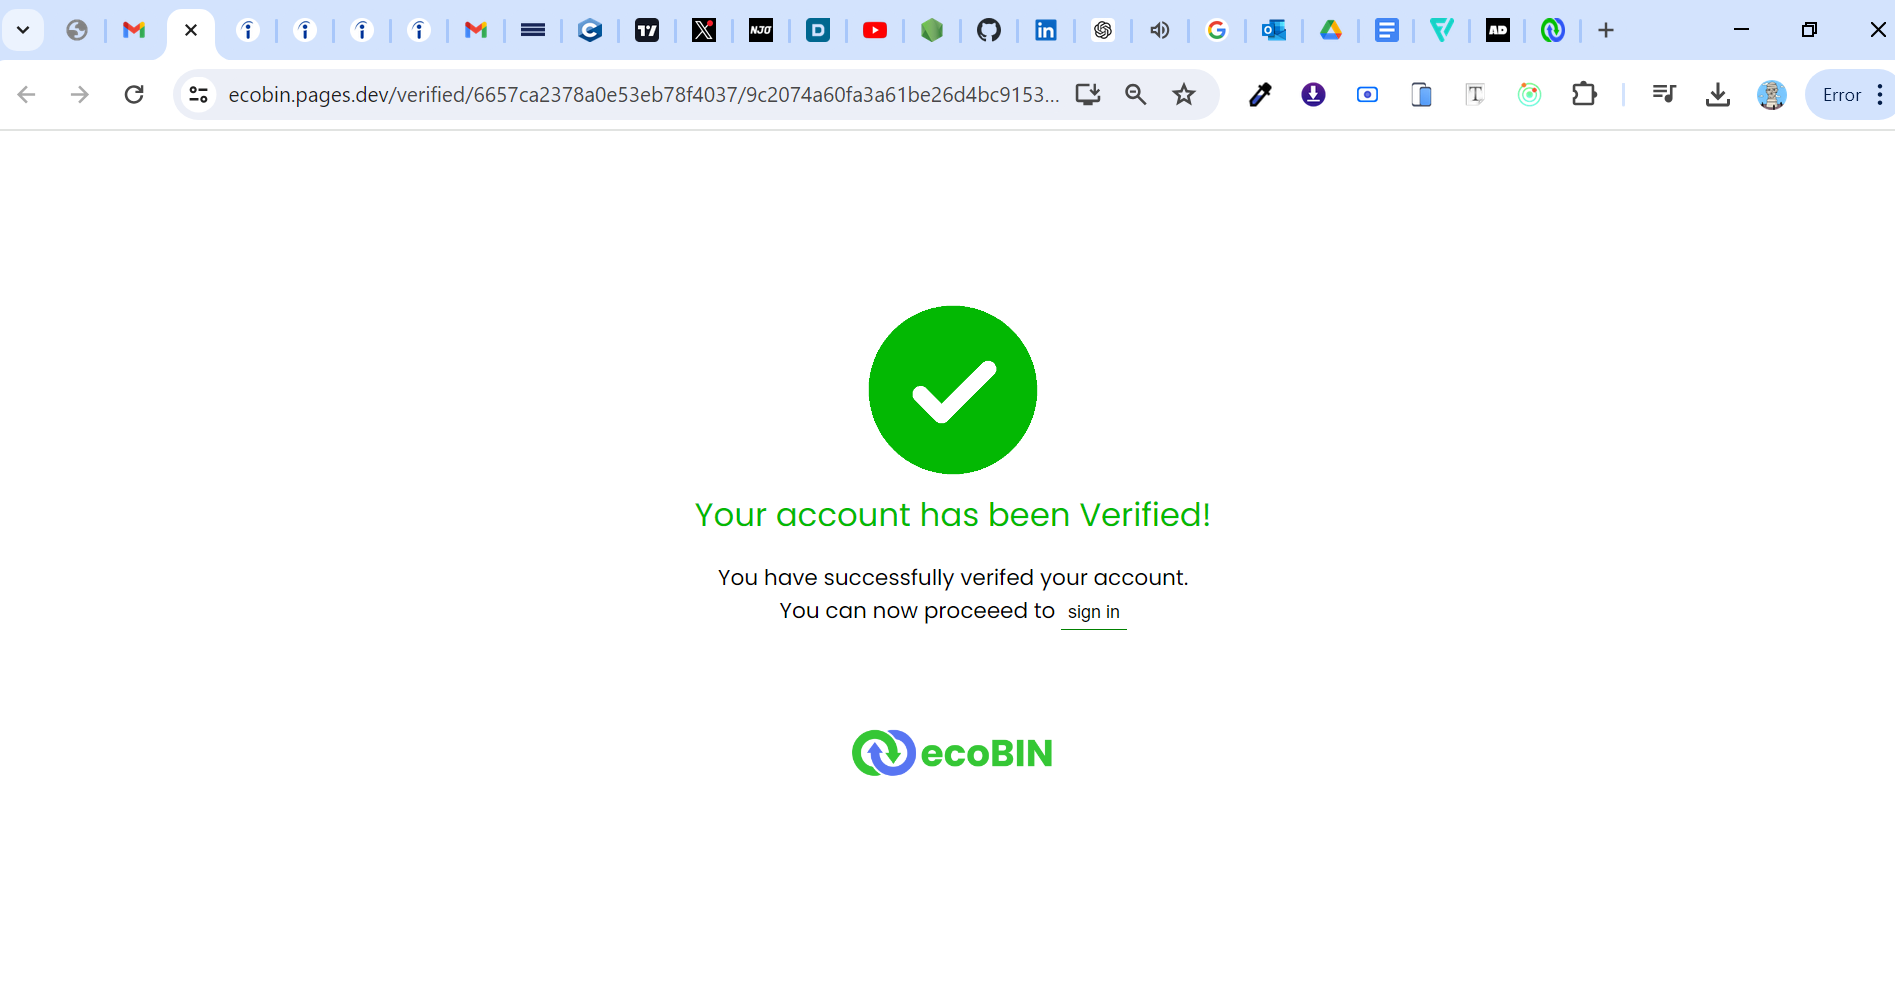 ecobin.pages.dev/verified/6657ca2378a0e53eb78f4037/9c2074a60fa3a61be26d4bc9153...
Error
Your account has been Verified!
You have successfully verifed your account.
You can now proceeed to sign in
ecoBIN